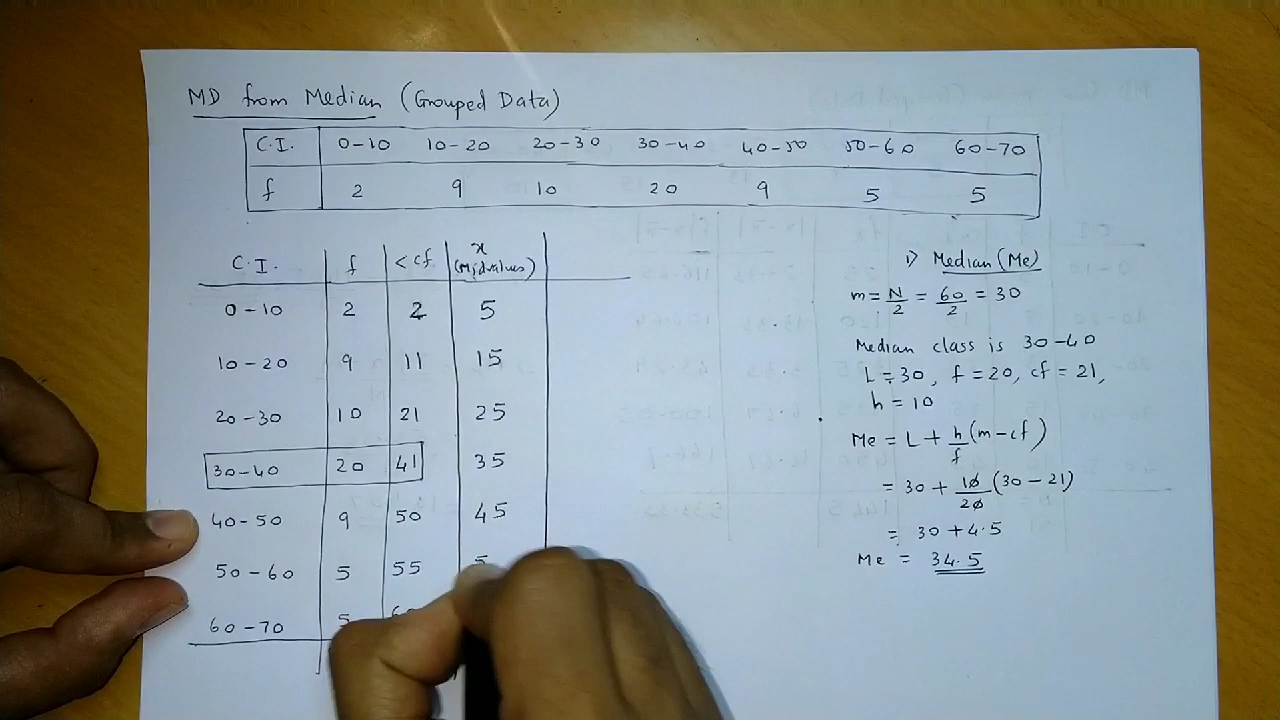 MD from Median (Grouped Data)
C.I. 0-10 10-20 20-30 30-40 40-50 50-60 60-70
f 2 9 10 20 9 5 5
C.I. f <cf x (Midvalues)
0-10 2 2 5
10-20 9 11 15
20-30 10 21 25
30-40 20 41 35
40-50 9 50 45
50-60 5 55 5
60-70 5
i) Median (Me)
m = N/2 = 60/2 = 30
Median class is 30-40
L = 30, f = 20, cf = 21,
h = 10
Me = L + h/f (m-cf)
= 30 + 10/20 (30-21)
= 30 + 4.5
Me = 34.5